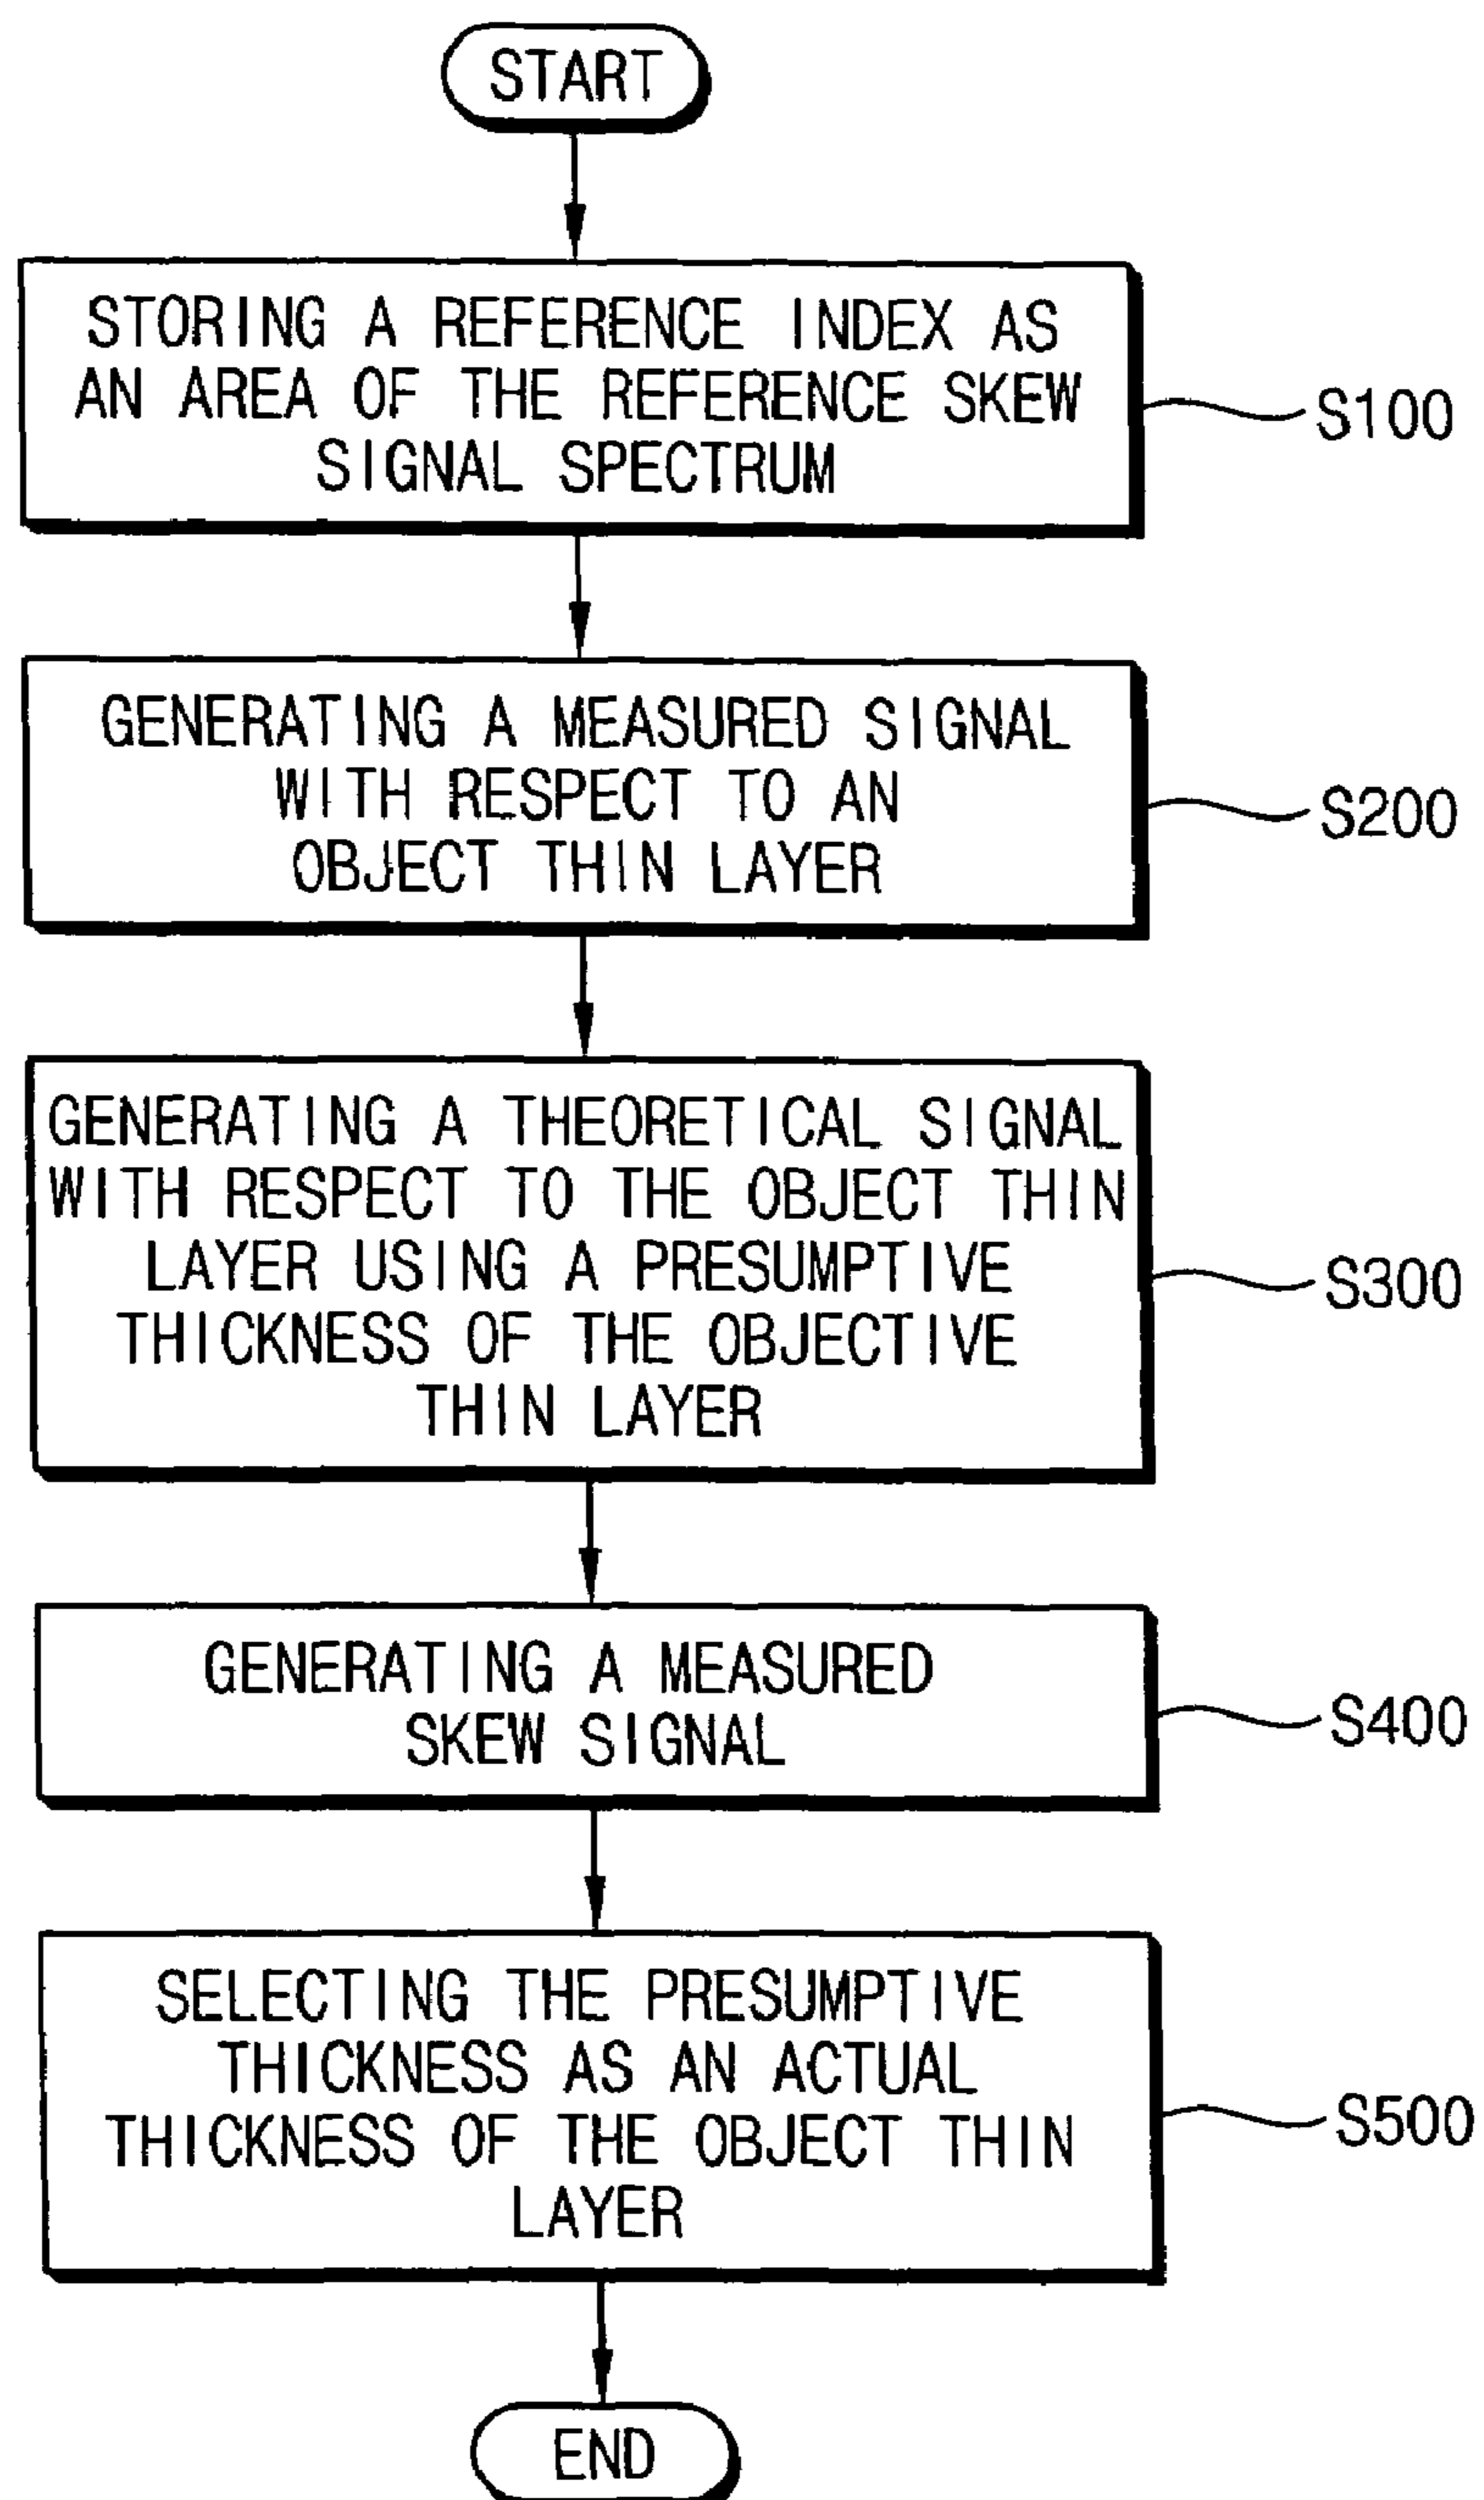 START
STORING A REFERENCE INDEX AS
AN AREA OF THE REFERENCE SKEW
SIGNAL SPECTRUM
S100
GENERATING A MEASURED SIGNAL
WITH RESPECT TO AN
OBJECT THIN LAYER
S200
GENERATING A THEORETICAL SIGNAL
WITH RESPECT TO THE OBJECT THIN
LAYER USING A PRESUMPTIVE
THICKNESS OF THE OBJECTIVE
THIN LAYER
S300
GENERATING A MEASURED
SKEW SIGNAL
S400
SELECTING THE PRESUMPTIVE
THICKNESS AS AN ACTUAL
THICKNESS OF THE OBJECT THIN
LAYER
S500
END